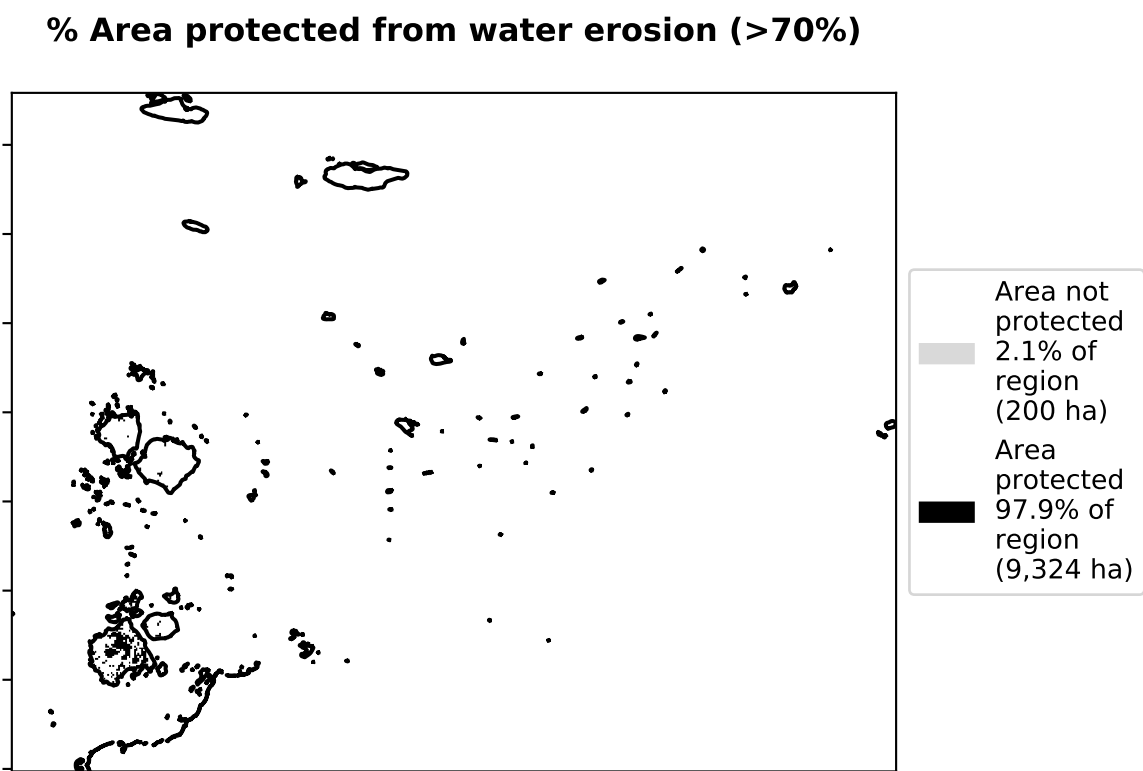 % Area protected from water erosion (>70%)
Area not
protected
2.1% of
region
(200 ha)
Area
protected
97.9% of
region
(9,324 ha)